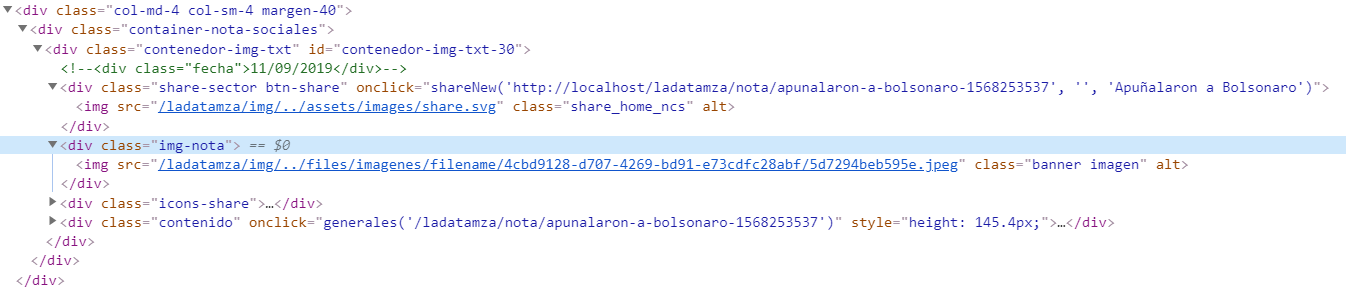 <div class="col-md-4 col-sm-4 margen-40">
<div class="container-nota-sociales">
<div class="contenedor-img-txt" id="contenedor-img-txt-30">
<!--<div class="fecha">11/09/2019</div>-->
<div class="share-sector btn-share" onclick="shareNew('http://localhost/ladatamza/nota/apunalaron-a-bolsonaro-1568253537', '', 'Apuñalaron a Bolsonaro')">
<img src="/ladatamza/img/../assets/images/share.svg" class="share_home_ncs" alt>
</div>
<div class="img-nota"> == $0
<img src="/ladatamza/img/../files/imagenes/filename/4cbd9128-d707-4269-bd91-e73cdfc28abf/5d7294beb595e.jpeg" class="banner imagen" alt>
</div>
<div class="icons-share">…</div>
<div class="contenido" onclick="generales('/ladatamza/nota/apunalaron-a-bolsonaro-1568253537')" style="height: 145.4px;">…</div>
</div>
</div>
</div>